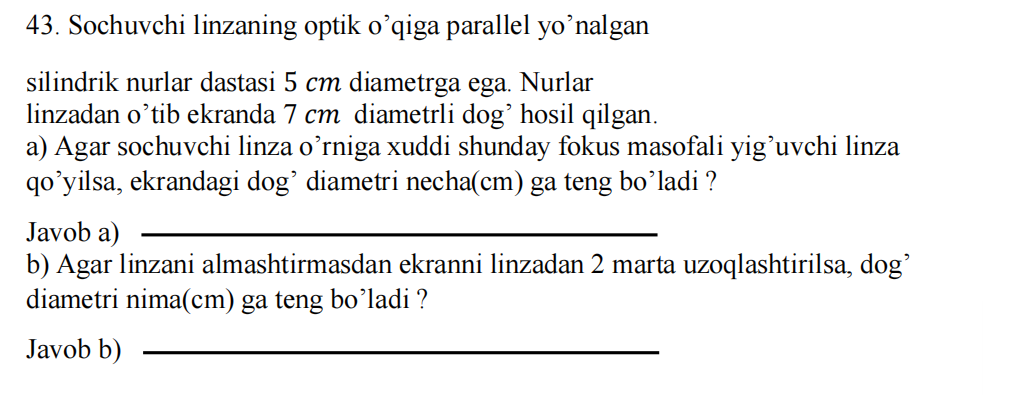 43. Sochuvchi linzaning optik o’qiga parallel yo’nalgan
silindrik nurlar dastasi 5 cm diametrga ega. Nurlar
linzadan o’tib ekranda 7 cm diametrli dog’ hosil qilgan.
a) Agar sochuvchi linza o’rniga xuddi shunday fokus masofali yig’uvchi linza
qo’yilsa, ekrandagi dog’ diametri necha(cm) ga teng bo’ladi ?
Javob a)
b) Agar linzani almashtirmasdan ekranni linzadan 2 marta uzoqlashtirilsa, dog’
diametri nima(cm) ga teng bo’ladi ?
Javob b)